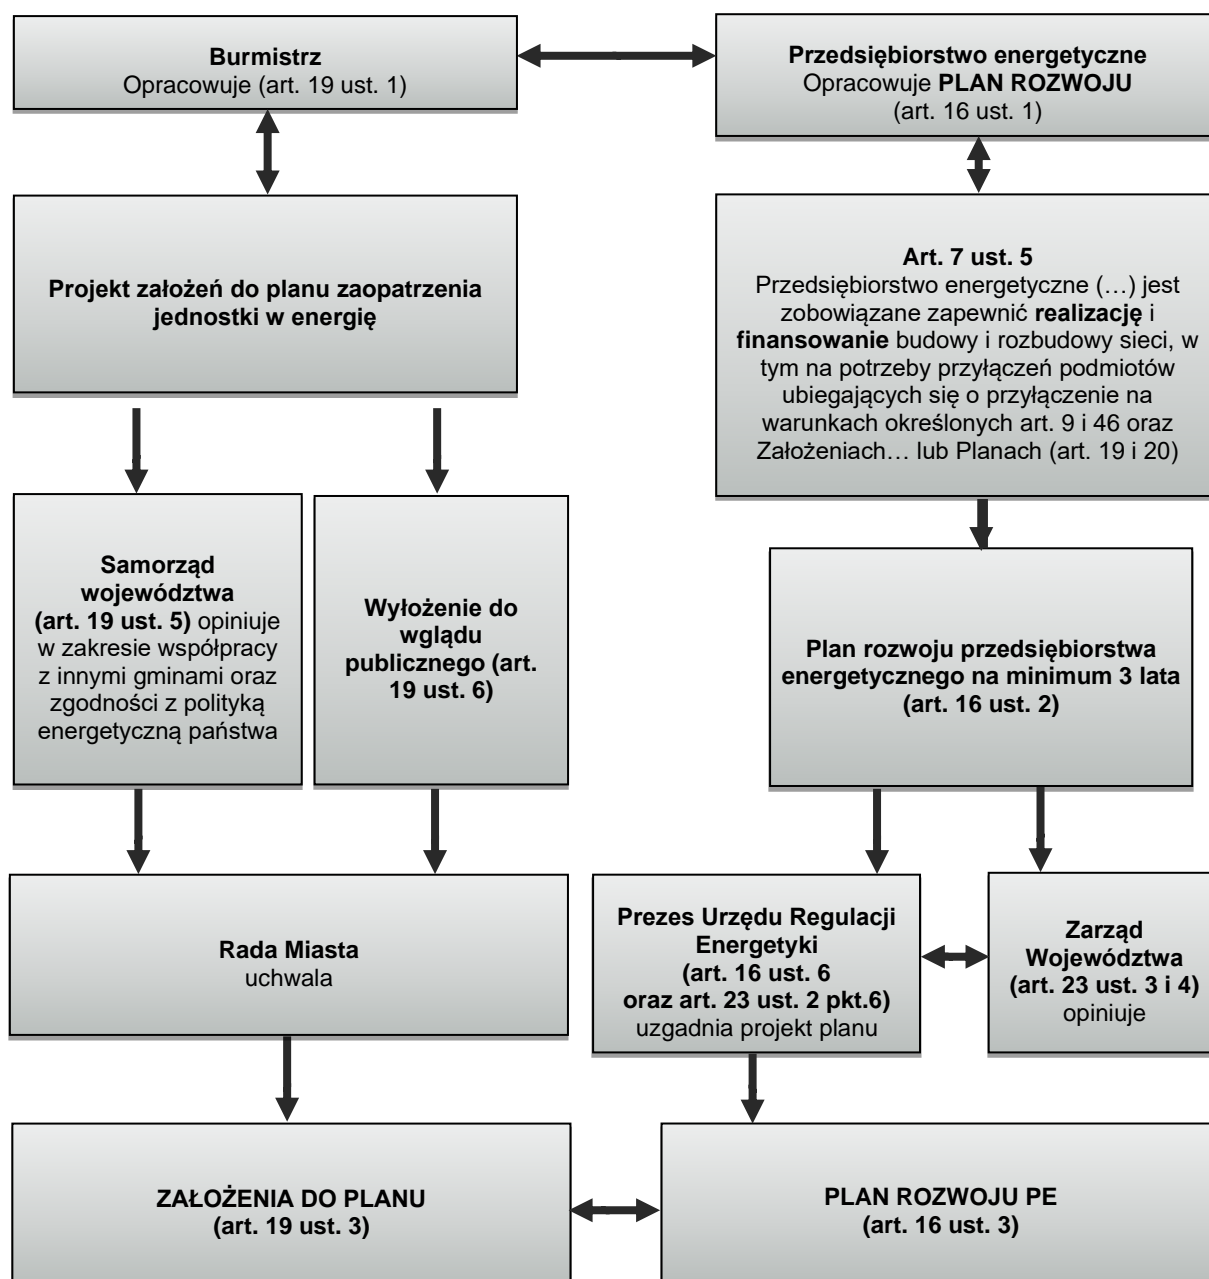 Burmistrz
Opracowuje (art. 19 ust. 1)
Przedsiębiorstwo energetyczne
Opracowuje PLAN ROZWOJU
(art. 16 ust. 1)
Projekt założeń do planu zaopatrzenia
jednostki w energię
Art. 7 ust. 5
Przedsiębiorstwo energetyczne (…) jest
zobowiązane zapewnić realizację i
finansowanie budowy i rozbudowy sieci, w
tym na potrzeby przyłączeń podmiotów
ubiegających się o przyłączenie na
warunkach określonych art. 9 i 46 oraz
Założeniach… lub Planach (art. 19 i 20)
Samorząd
województwa
(art. 19 ust. 5) opiniuje
w zakresie współpracy
z innymi gminami oraz
zgodności z polityką
energetyczną państwa
Wyłożenie do
wglądu
publicznego (art.
19 ust. 6)
Plan rozwoju przedsiębiorstwa
energetycznego na minimum 3 lata
(art. 16 ust. 2)
Rada Miasta
uchwala
Prezes Urzędu Regulacji
Energetyki
(art. 16 ust. 6
oraz art. 23 ust. 2 pkt.6)
uzgadnia projekt planu
Zarząd
Województwa
(art. 23 ust. 3 i 4)
opiniuje
ZAŁOŻENIA DO PLANU
(art. 19 ust. 3)
PLAN ROZWOJU PE
(art. 16 ust. 3)